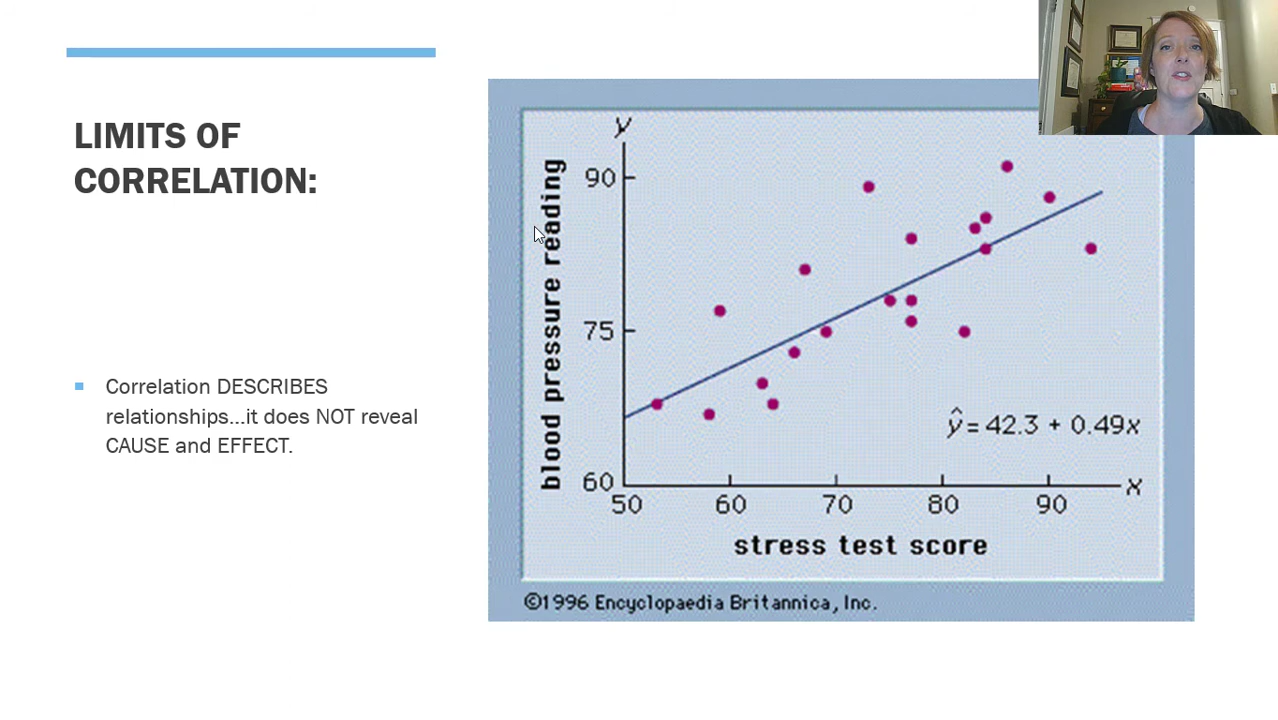 LIMITS OF
CORRELATION:
Correlation DESCRIBES
relationships...it does NOT reveal
CAUSE and EFFECT.
y
90
75
60
blood pressure reading
ŷ = 42.3 + 0.49x
50 60 70 80 90 x
stress test score
©1996 Encyclopaedia Britannica, Inc.